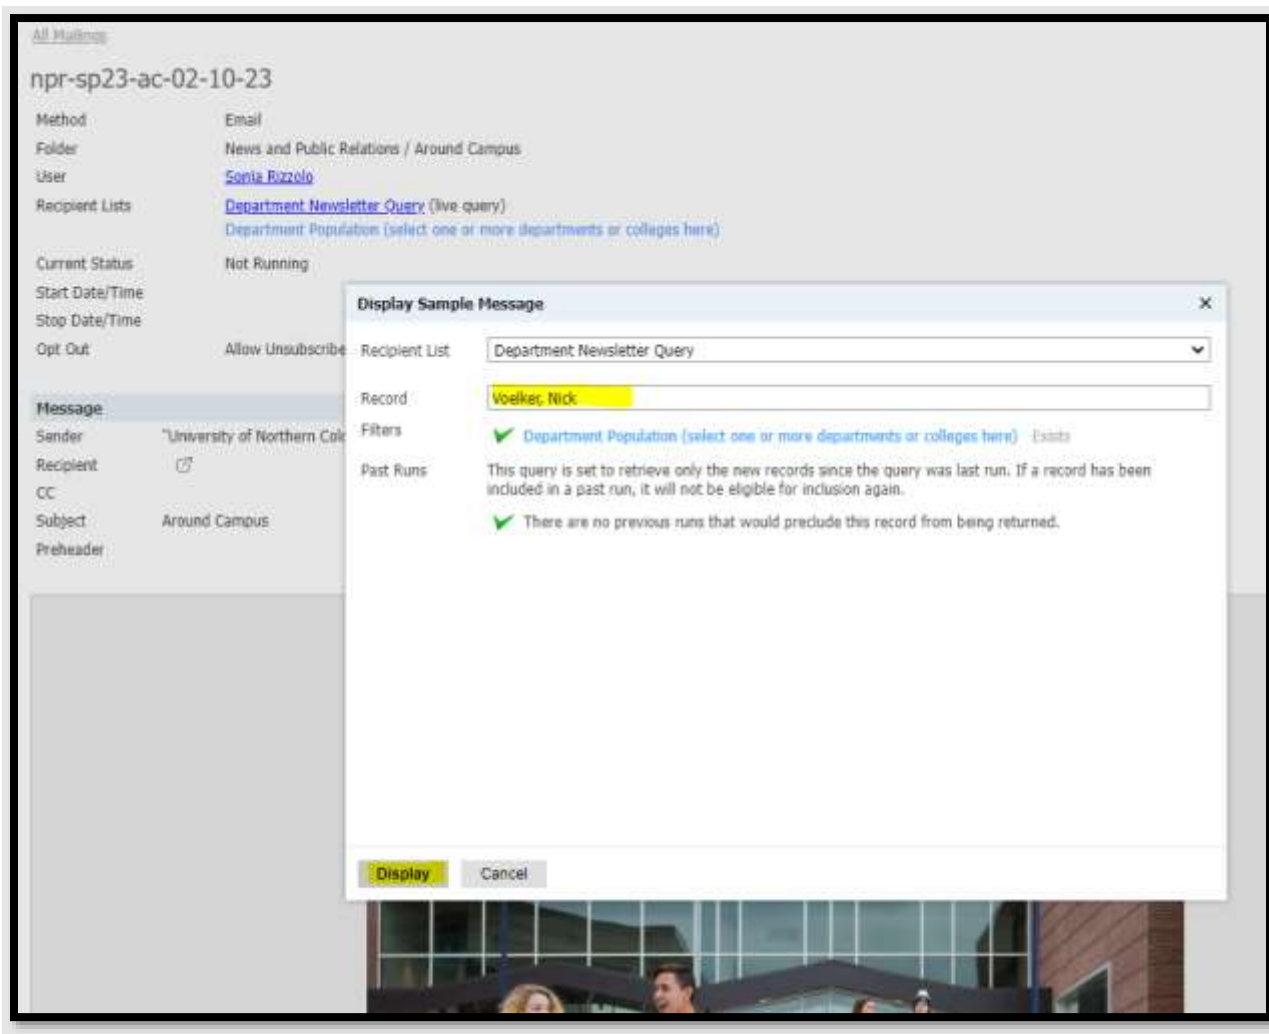 All Mailings
npr-sp23-ac-02-10-23
Method Email
Folder News and Public Relations / Around Campus
User Sonja Rizzolo
Recipient Lists Department Newsletter Query (live query)
Department Population (select one or more departments or colleges here)
Current Status Not Running
Start Date/Time
Stop Date/Time
Opt Out Allow Unsubscribe
Message
Sender "University of Northern Colo
Recipient
CC
Subject Around Campus
Preheader
Display Sample Message ×
Recipient List Department Newsletter Query
Record Voelker, Nick
Filters Department Population (select one or more departments or colleges here) Exists
Past Runs This query is set to retrieve only the new records since the query was last run. If a record has been
included in a past run, it will not be eligible for inclusion again.
There are no previous runs that would preclude this record from being returned.
Display Cancel